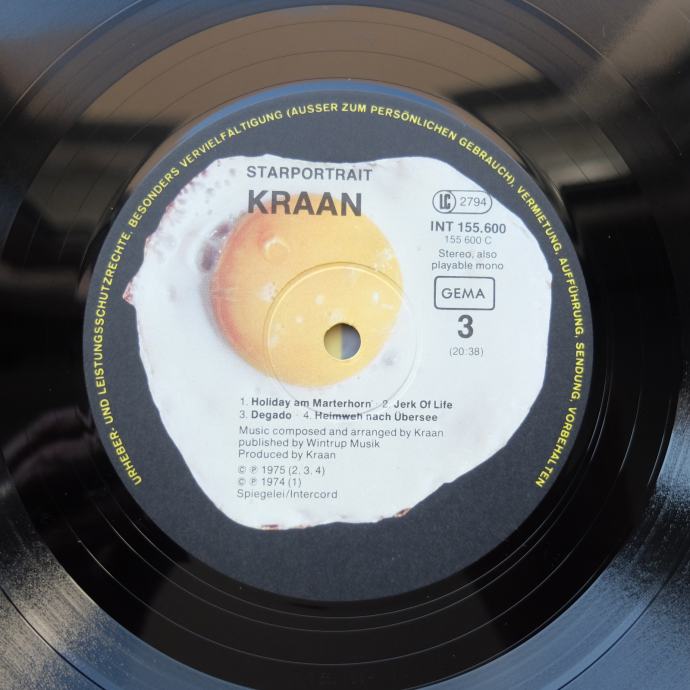 URHEBER- UND LEISTUNGSSCHUTZRECHTE, BESONDERS VERVIELFÄLTIGUNG (AUSSER ZUM PERSÖNLICHEN GEBRAUCH), VERMIETUNG, AUFFÜHRUNG, SENDUNG, VORBEHALTEN
STARPORTRAIT
KRAAN
LC 2794
INT 155.600
155 600 C
Stereo, also
playable mono
GEMA
3
(20:38)
1. Holiday am Marterhorn · 2. Jerk Of Life
3. Degado · 4. Heimweh nach Übersee
Music composed and arranged by Kraan
published by Wintrup Musik
Produced by Kraan
© ℗ 1975 (2. 3. 4)
© ℗ 1974 (1)
Spiegelei/Intercord